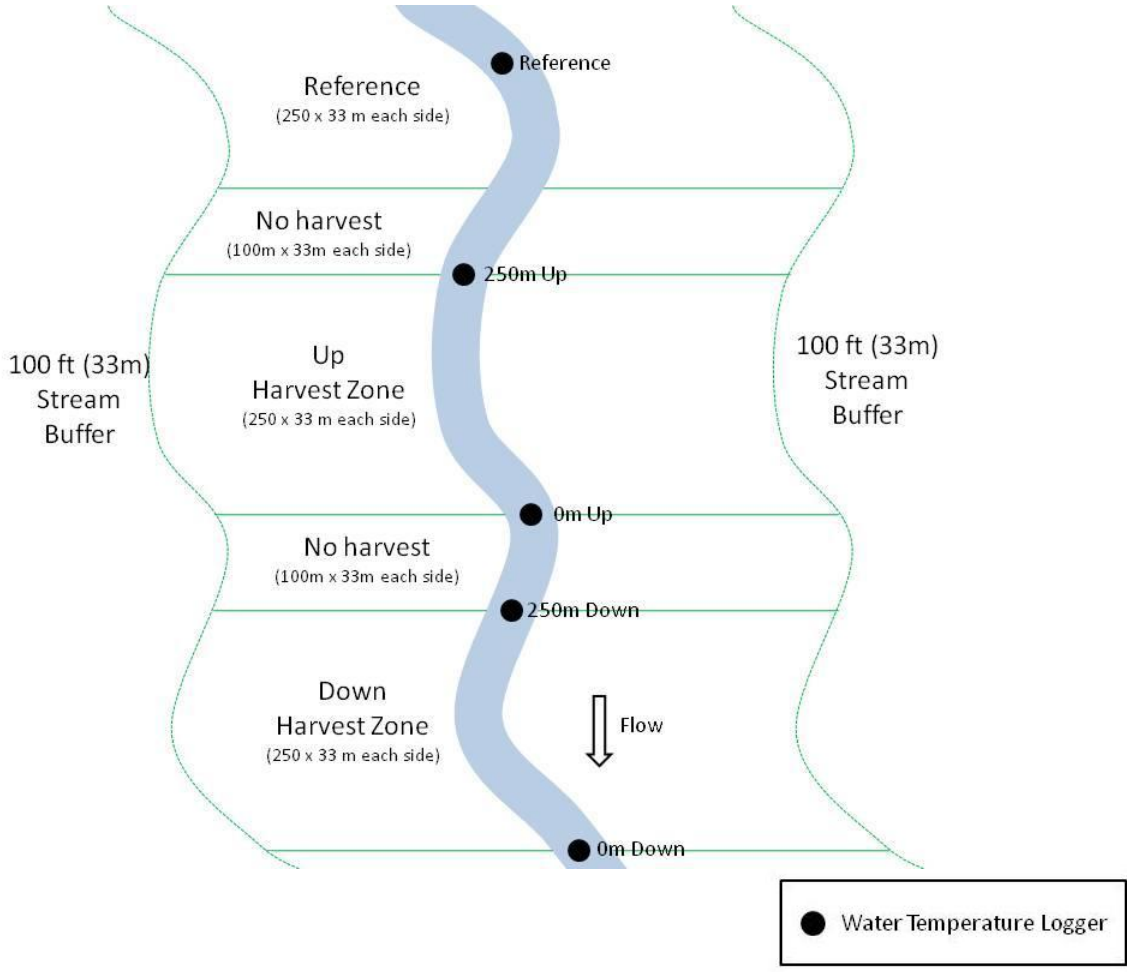 Reference
Reference
(250 x 33 m each side)
No harvest
(100m x 33m each side)
250m Up
100 ft (33m)
Stream
Buffer
Up
Harvest Zone
(250 x 33 m each side)
100 ft (33m)
Stream
Buffer
0m Up
No harvest
(100m x 33m each side)
250m Down
Down
Harvest Zone
(250 x 33 m each side)
Flow
0m Down
Water Temperature Logger